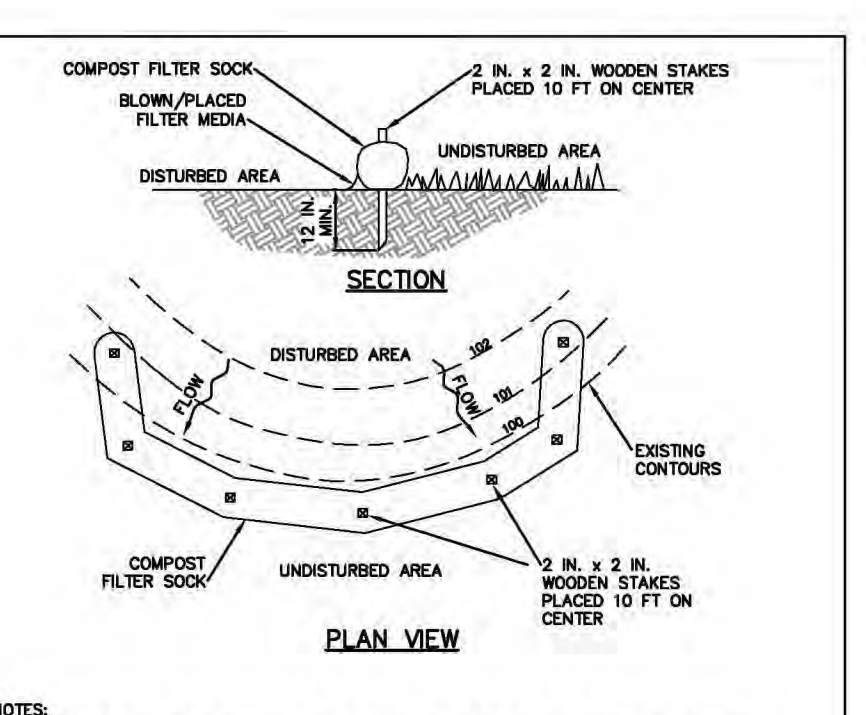 COMPOST FILTER SOCK
2 IN. x 2 IN. WOODEN STAKES
PLACED 10 FT ON CENTER
BLOWN/PLACED
FILTER MEDIA
UNDISTURBED AREA
DISTURBED AREA
12 IN.
MIN.
SECTION
DISTURBED AREA
102
FLOW
FLOW
101
100
EXISTING
CONTOURS
COMPOST
FILTER SOCK
UNDISTURBED AREA
2 IN. x 2 IN.
WOODEN STAKES
PLACED 10 FT ON
CENTER
PLAN VIEW
NOTES: